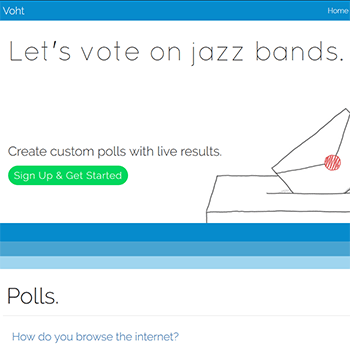 Voht
Home
Let's vote on jazz bands.
Create custom polls with live results.
Sign Up & Get Started
Polls.
How do you browse the internet?